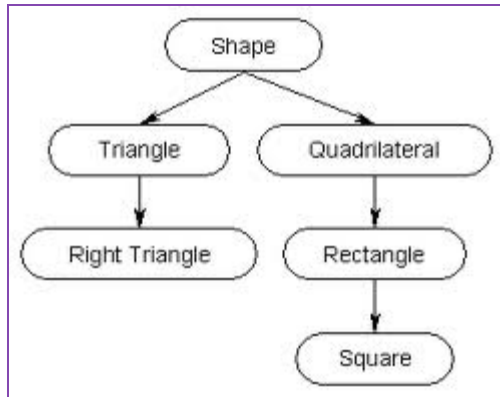 Shape
Triangle
Quadrilateral
Right Triangle
Rectangle
Square